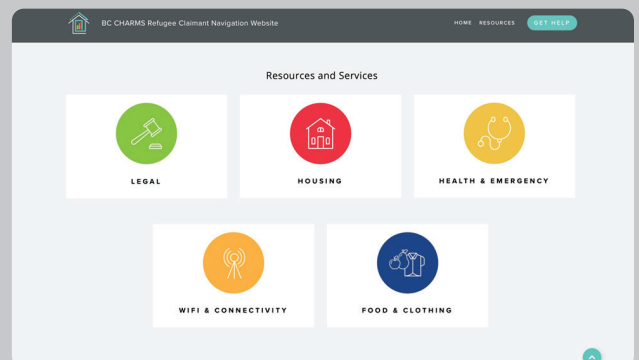 BC CHARMS Refugee Claimant Navigation Website
HOME RESOURCES GET HELP
Resources and Services
LEGAL
HOUSING
HEALTH & EMERGENCY
WIFI & CONNECTIVITY
FOOD & CLOTHING